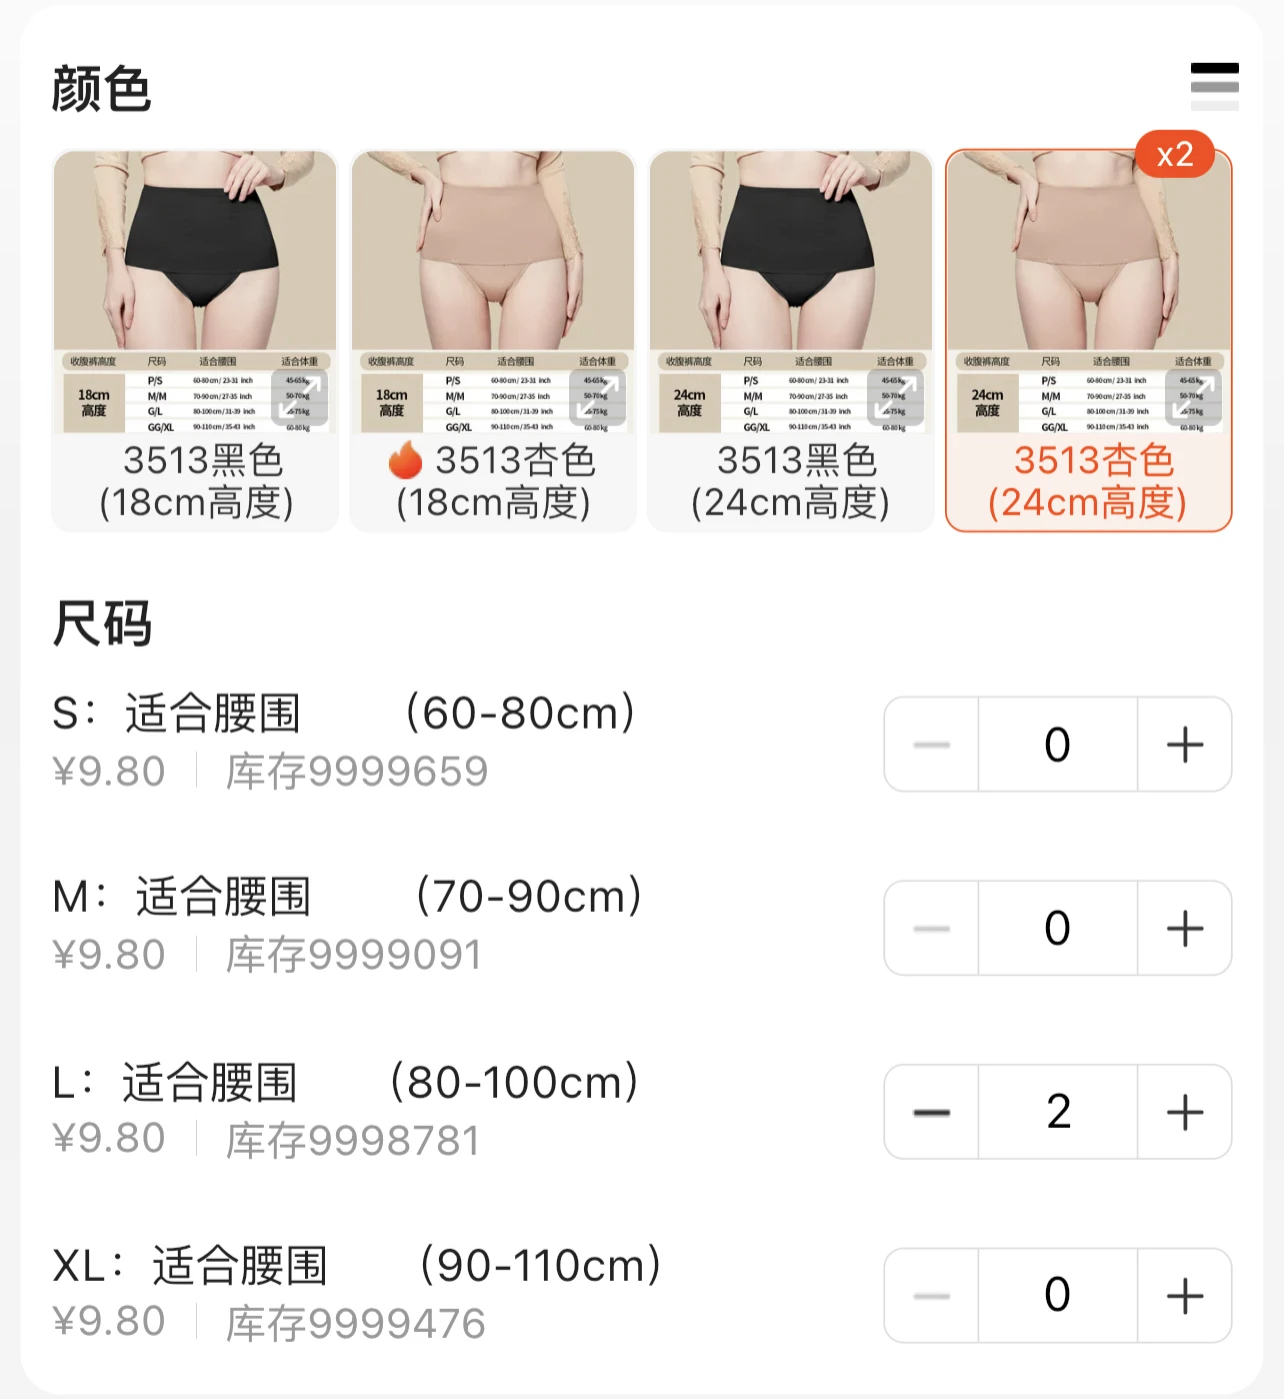 颜色
x2
收腹裤高度 尺码 适合腰围 适合体重
18cm
高度
P/S 60-80cm/23-31 inch 45-65kg
M/M 70-90cm/27-35 inch 50-70kg
G/L 80-100cm/31-39 inch 55-75kg
GG/XL 90-110cm/35-43 inch 60-80kg
3513黑色
(18cm高度)
收腹裤高度 尺码 适合腰围 适合体重
18cm
高度
P/S 60-80cm/23-31 inch 45-65kg
M/M 70-90cm/27-35 inch 50-70kg
G/L 80-100cm/31-39 inch 55-75kg
GG/XL 90-110cm/35-43 inch 60-80kg
🔥 3513杏色
(18cm高度)
收腹裤高度 尺码 适合腰围 适合体重
24cm
高度
P/S 60-80cm/23-31 inch 45-65kg
M/M 70-90cm/27-35 inch 50-70kg
G/L 80-100cm/31-39 inch 55-75kg
GG/XL 90-110cm/35-43 inch 60-80kg
3513黑色
(24cm高度)
收腹裤高度 尺码 适合腰围 适合体重
24cm
高度
P/S 60-80cm/23-31 inch 45-65kg
M/M 70-90cm/27-35 inch 50-70kg
G/L 80-100cm/31-39 inch 55-75kg
GG/XL 90-110cm/35-43 inch 60-80kg
3513杏色
(24cm高度)
尺码
S：适合腰围 （60-80cm）
¥9.80 库存9999659
0
M：适合腰围 （70-90cm）
¥9.80 库存9999091
0
L：适合腰围 （80-100cm）
¥9.80 库存9998781
2
XL：适合腰围 （90-110cm）
¥9.80 库存9999476
0